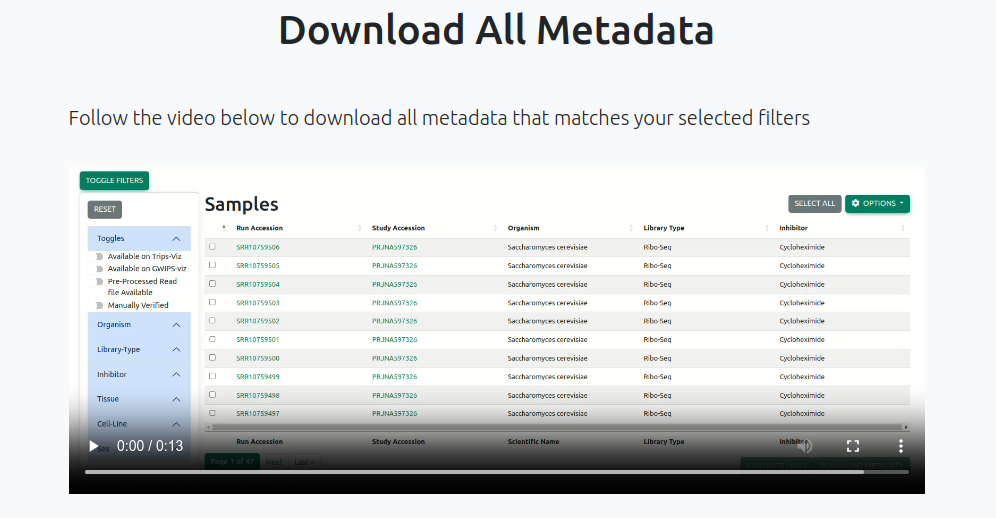 Download All Metadata
Follow the video below to download all metadata that matches your selected filters
TOGGLE FILTERS
RESET
Toggles
Available on Trips-Viz
Available on GWIPS-viz
Pre-Processed Read
file Available
Manually Verified
Organism
Library-Type
Inhibitor
Tissue
Cell-Line
Sex
Samples
SELECT ALL
OPTIONS
Run Accession Study Accession Organism Library Type Inhibitor
SRR10759506 PRJNA597326 Saccharomyces cerevisiae Ribo-Seq Cycloheximide
SRR10759505 PRJNA597326 Saccharomyces cerevisiae Ribo-Seq Cycloheximide
SRR10759504 PRJNA597326 Saccharomyces cerevisiae Ribo-Seq Cycloheximide
SRR10759503 PRJNA597326 Saccharomyces cerevisiae Ribo-Seq Cycloheximide
SRR10759502 PRJNA597326 Saccharomyces cerevisiae Ribo-Seq Cycloheximide
SRR10759501 PRJNA597326 Saccharomyces cerevisiae Ribo-Seq Cycloheximide
SRR10759500 PRJNA597326 Saccharomyces cerevisiae Ribo-Seq Cycloheximide
SRR10759499 PRJNA597326 Saccharomyces cerevisiae Ribo-Seq Cycloheximide
SRR10759498 PRJNA597326 Saccharomyces cerevisiae Ribo-Seq Cycloheximide
SRR10759497 PRJNA597326 Saccharomyces cerevisiae Ribo-Seq Cycloheximide
Run Accession Study Accession Scientific Name Library Type Inhibitor
0:00 / 0:13
Page 1 of 47 Next Last »